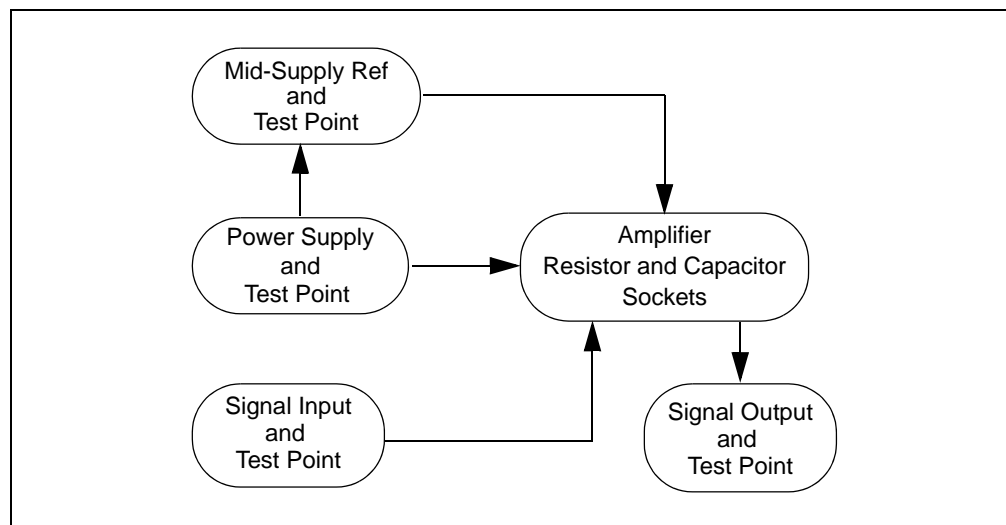 Mid-Supply Ref
and
Test Point
Power Supply
and
Test Point
Amplifier
Resistor and Capacitor
Sockets
Signal Input
and
Test Point
Signal Output
and
Test Point